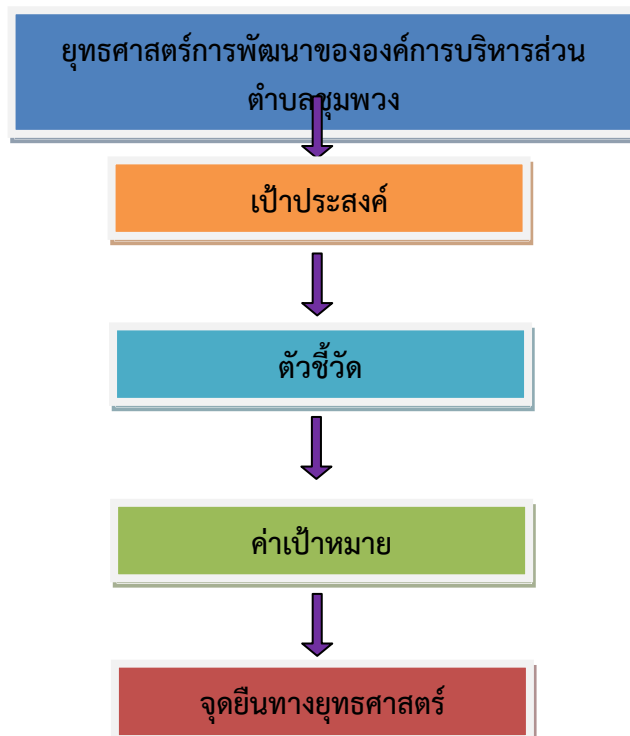 ยุทธศาสตร์การพัฒนาขององค์การบริหารส่วน
ตำบลชุมพวง
เป้าประสงค์
ตัวชี้วัด
ค่าเป้าหมาย
จุดยืนทางยุทธศาสตร์